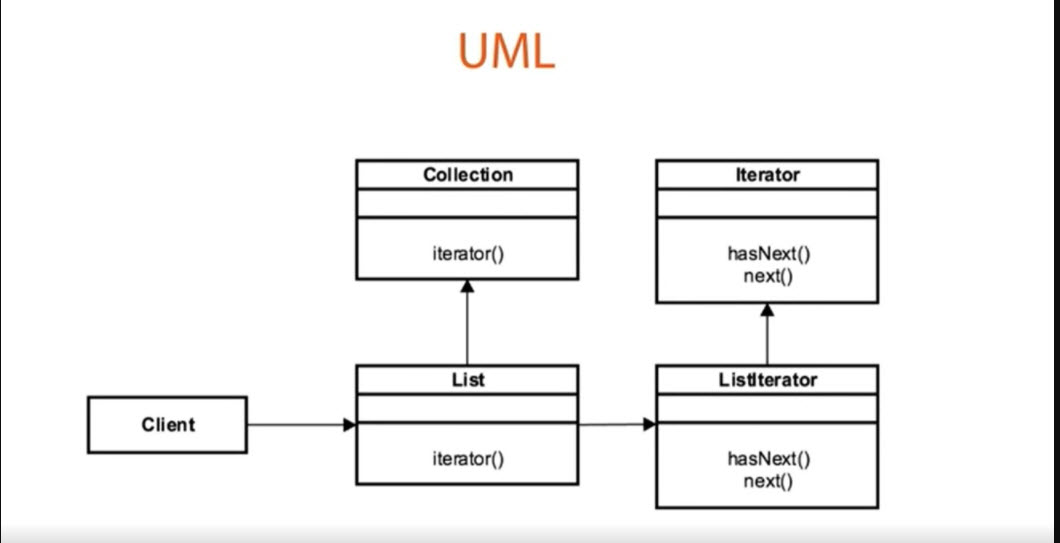 UML
Collection
iterator()
Iterator
hasNext()
next()
Client
List
iterator()
ListIterator
hasNext()
next()